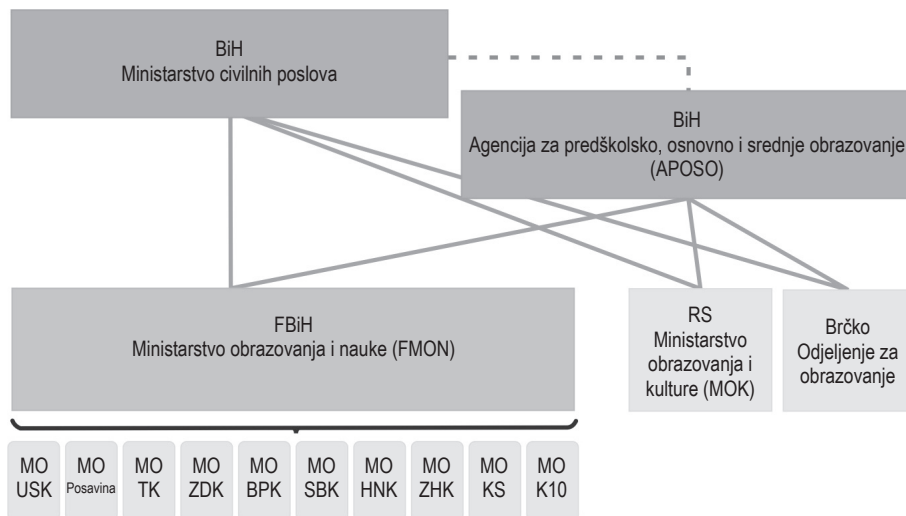 BiH
Ministarstvo civilnih poslova
BiH
Agencija za predškolsko, osnovno i srednje obrazovanje
(APOSO)
FBiH
Ministarstvo obrazovanja i nauke (FMON)
RS
Ministarstvo
obrazovanja i
kulture (MOK)
Brčko
Odjeljenje za
obrazovanje
MO
USK
MO
Posavina
MO
TK
MO
ZDK
MO
BPK
MO
SBK
MO
HNK
MO
ZHK
MO
KS
MO
K10